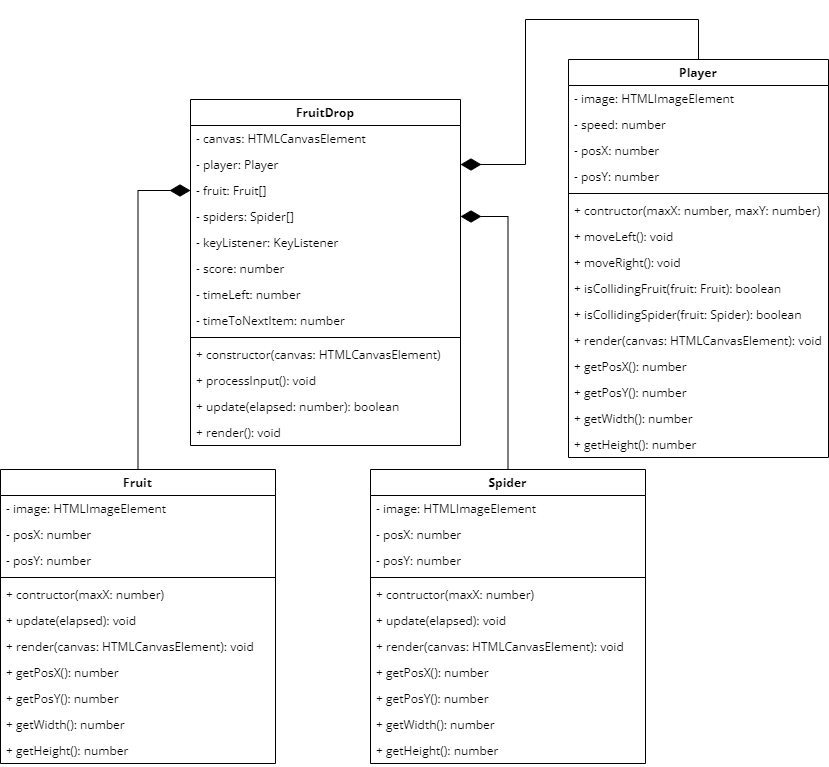 FruitDrop
- canvas: HTMLCanvasElement
- player: Player
- fruit: Fruit[]
- spiders: Spider[]
- keyListener: KeyListener
- score: number
- timeLeft: number
- timeToNextItem: number
+ constructor(canvas: HTMLCanvasElement)
+ processInput(): void
+ update(elapsed: number): boolean
+ render(): void
Player
- image: HTMLImageElement
- speed: number
- posX: number
- posY: number
+ contructor(maxX: number, maxY: number)
+ moveLeft(): void
+ moveRight(): void
+ isCollidingFruit(fruit: Fruit): boolean
+ isCollidingSpider(fruit: Spider): boolean
+ render(canvas: HTMLCanvasElement): void
+ getPosX(): number
+ getPosY(): number
+ getWidth(): number
+ getHeight(): number
Fruit
- image: HTMLImageElement
- posX: number
- posY: number
+ contructor(maxX: number)
+ update(elapsed): void
+ render(canvas: HTMLCanvasElement): void
+ getPosX(): number
+ getPosY(): number
+ getWidth(): number
+ getHeight(): number
Spider
- image: HTMLImageElement
- posX: number
- posY: number
+ contructor(maxX: number)
+ update(elapsed): void
+ render(canvas: HTMLCanvasElement): void
+ getPosX(): number
+ getPosY(): number
+ getWidth(): number
+ getHeight(): number